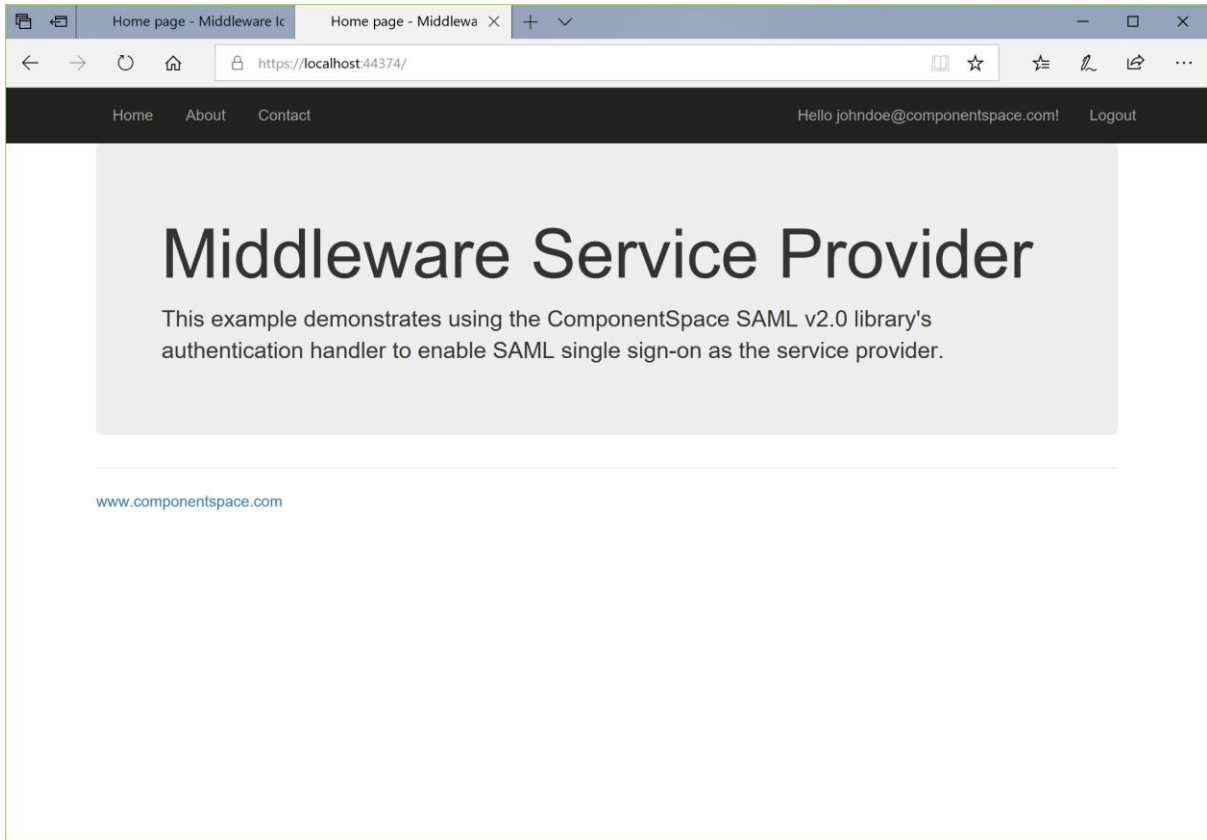 Home page - Middleware Ic
Home page - Middlewa
https://localhost:44374/
Home About Contact Hello johndoe@componentspace.com! Logout
Middleware Service Provider
This example demonstrates using the ComponentSpace SAML v2.0 library's
authentication handler to enable SAML single sign-on as the service provider.
www.componentspace.com